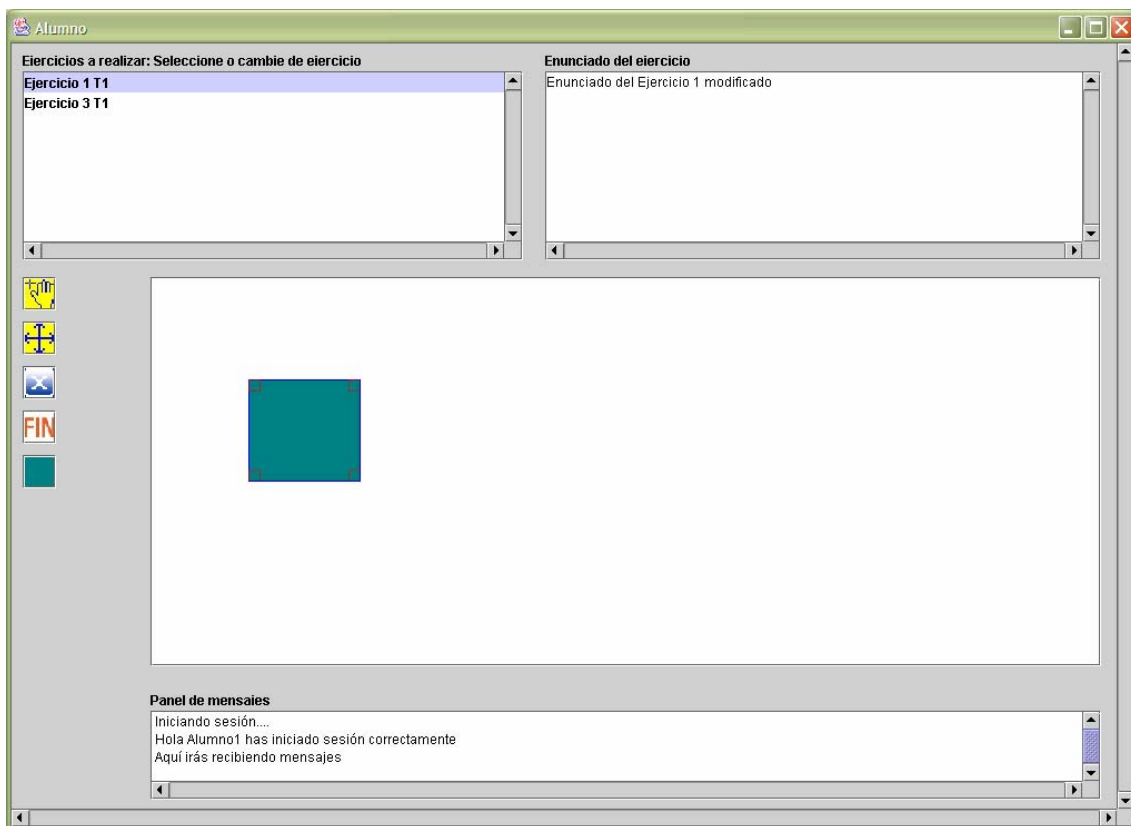 Alumno
Ejercicios a realizar: Seleccione o cambie de ejercicio
Ejercicio 1 T1
Ejercicio 3 T1
Enunciado del ejercicio
Enunciado del Ejercicio 1 modificado
FIN
Panel de mensajes
Iniciando sesión....
Hola Alumno1 has iniciado sesión correctamente
Aquí irás recibiendo mensajes